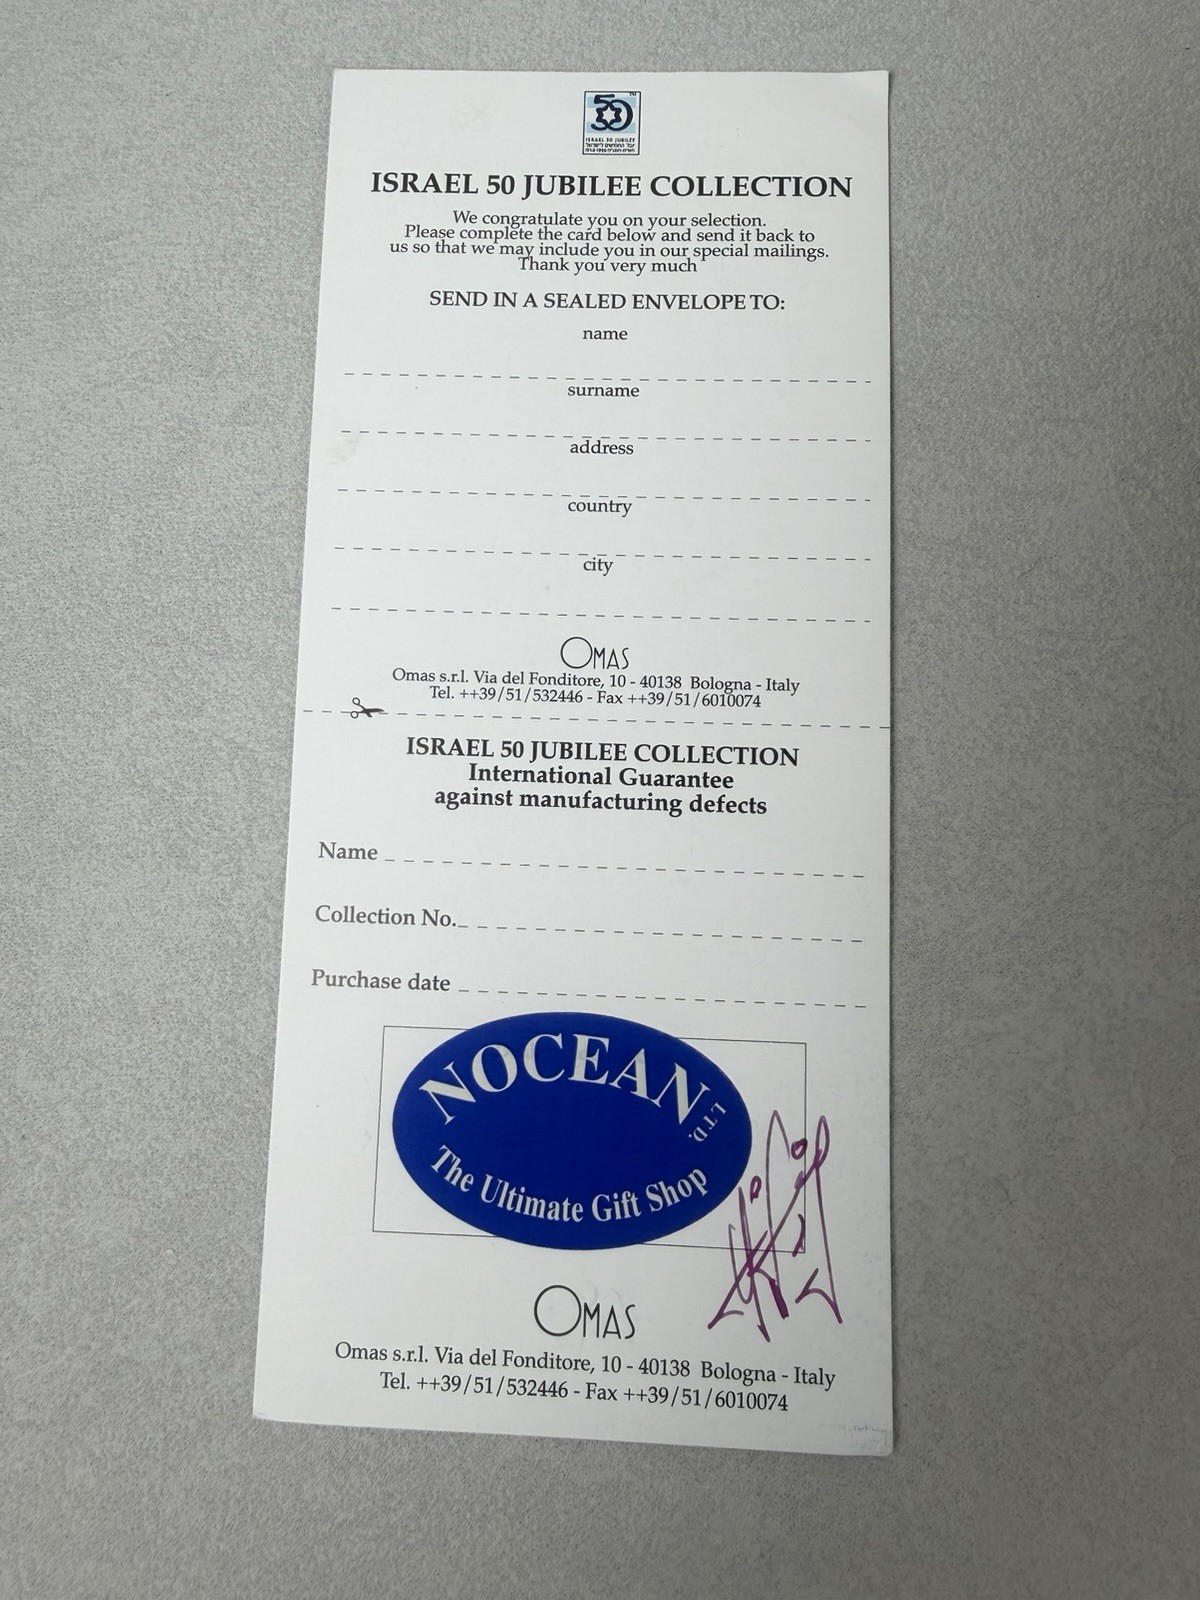 50 TM
ISRAEL 50 JUBILEE
ISRAEL 50 JUBILEE COLLECTION
We congratulate you on your selection.
Please complete the card below and send it back to
us so that we may include you in our special mailings.
Thank you very much
SEND IN A SEALED ENVELOPE TO:
name
surname
address
country
city
OMAS
Omas s.r.l. Via del Fonditore, 10 - 40138 Bologna - Italy
Tel. ++39/51/532446 - Fax ++39/51/6010074
ISRAEL 50 JUBILEE COLLECTION
International Guarantee
against manufacturing defects
Name
Collection No.
Purchase date
NOCEAN LTD.
The Ultimate Gift Shop
OMAS
Omas s.r.l. Via del Fonditore, 10 - 40138 Bologna - Italy
Tel. ++39/51/532446 - Fax ++39/51/6010074